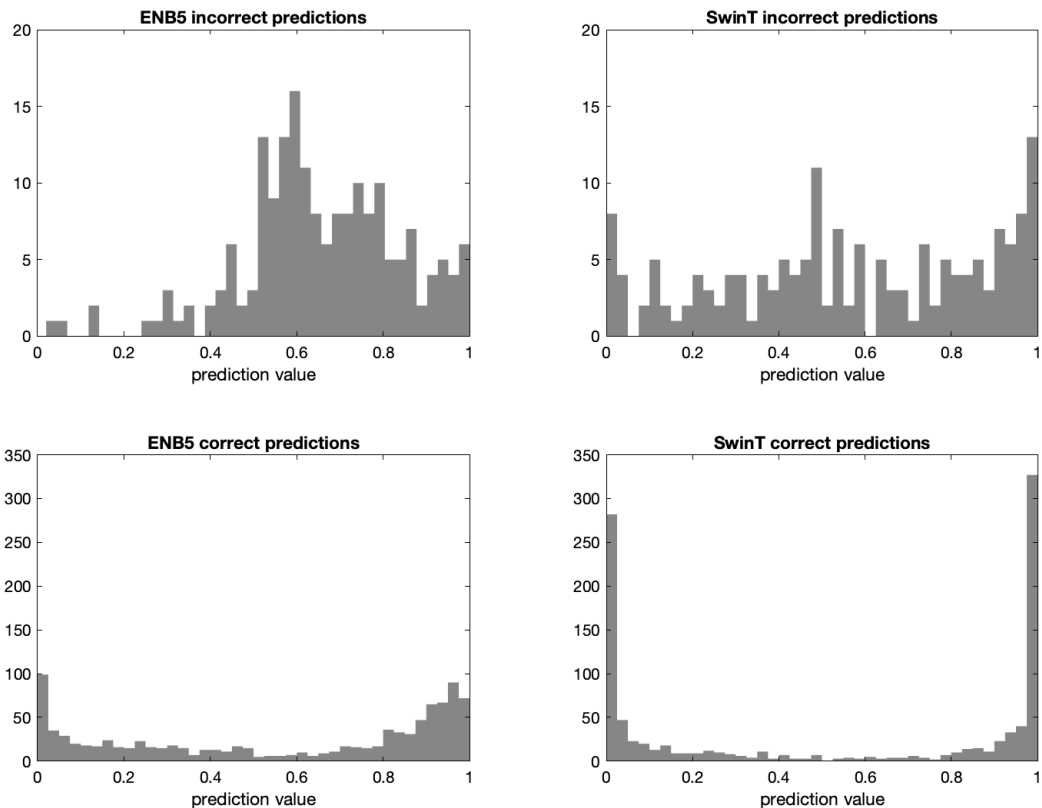 ENB5 incorrect predictions
20
15
10
5
0
0 0.2 0.4 0.6 0.8 1
prediction value
SwinT incorrect predictions
20
15
10
5
0
0 0.2 0.4 0.6 0.8 1
prediction value
ENB5 correct predictions
350
300
250
200
150
100
50
0
0 0.2 0.4 0.6 0.8 1
prediction value
SwinT correct predictions
350
300
250
200
150
100
50
0
0 0.2 0.4 0.6 0.8 1
prediction value